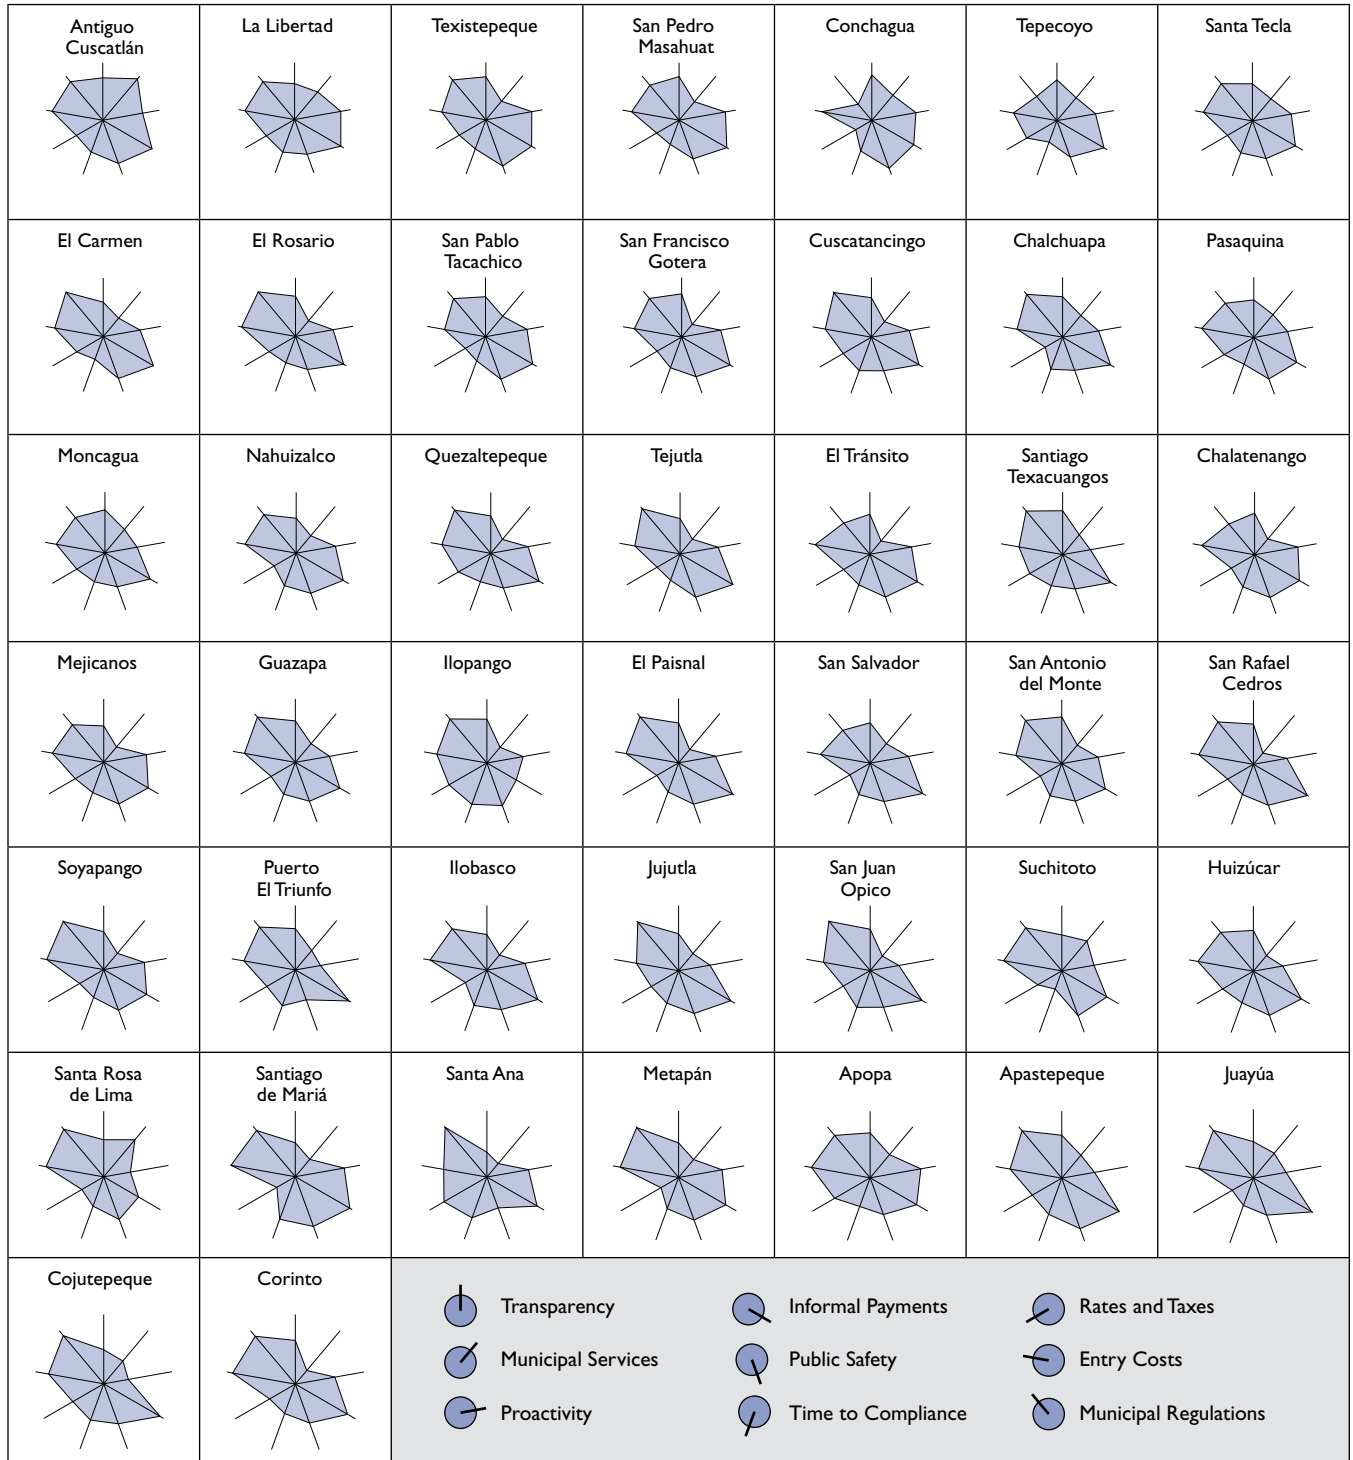 Antiguo
Cuscatlán
La Libertad
Texistepeque
San Pedro
Masahuat
Conchagua
Tepecoyo
Santa Tecla
El Carmen
El Rosario
San Pablo
Tacachico
San Francisco
Gotera
Cuscatancingo
Chalchuapa
Pasaquina
Moncagua
Nahuizalco
Quezaltepeque
Tejutla
El Tránsito
Santiago
Texacuangos
Chalatenango
Mejicanos
Guazapa
Ilopango
El Paisnal
San Salvador
San Antonio
del Monte
San Rafael
Cedros
Soyapango
Puerto
El Triunfo
Ilobasco
Jujutla
San Juan
Opico
Suchitoto
Huizúcar
Santa Rosa
de Lima
Santiago
de Mariá
Santa Ana
Metapán
Apopa
Apastepeque
Juayúa
Cojutepeque
Corinto
Transparency
Informal Payments
Rates and Taxes
Municipal Services
Public Safety
Entry Costs
Proactivity
Time to Compliance
Municipal Regulations